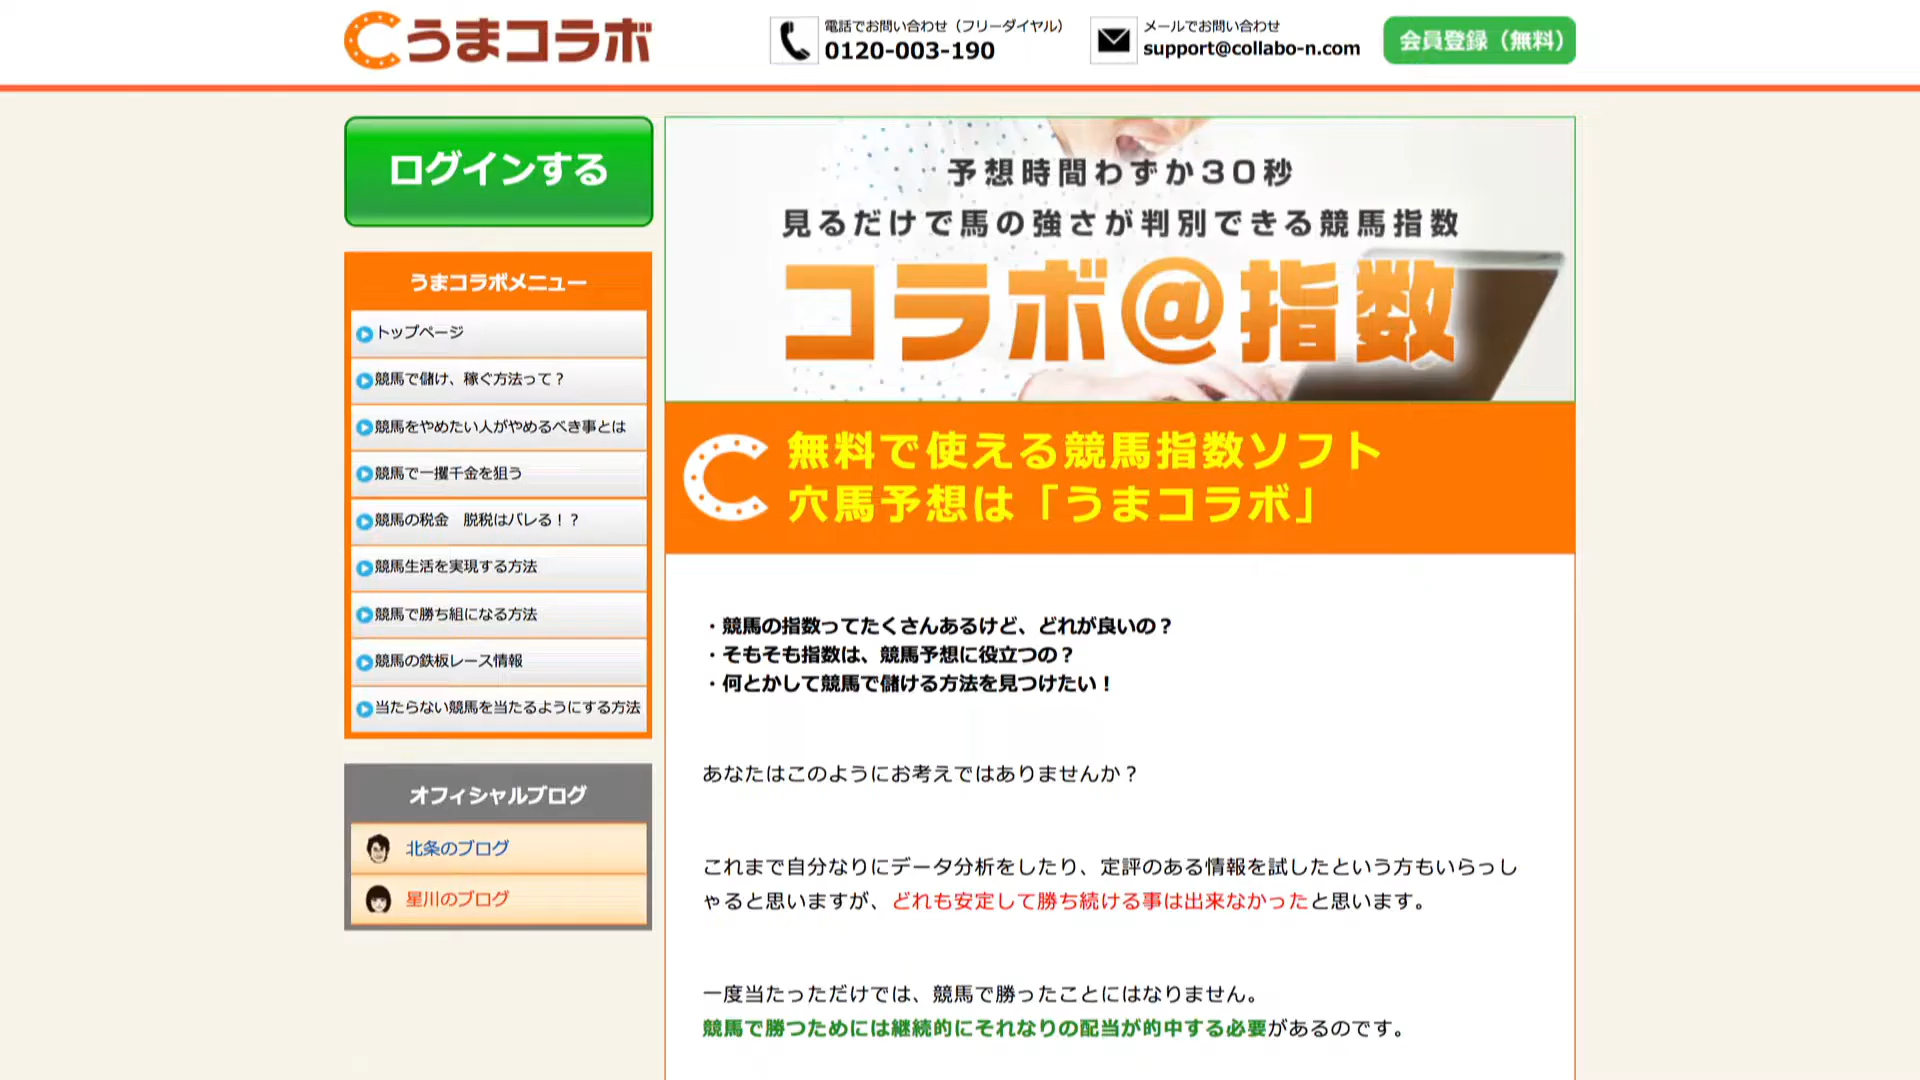 うまコラボ
電話でお問い合わせ（フリーダイヤル）
0120-003-190
メールでお問い合わせ
support@collabo-n.com
会員登録（無料）
ログインする
うまコラボメニュー
トップページ
競馬で儲け、稼ぐ方法って？
競馬をやめたい人がやめるべき事とは
競馬で一攫千金を狙う
競馬の税金　脱税はバレる！？
競馬生活を実現する方法
競馬で勝ち組になる方法
競馬の鉄板レース情報
当たらない競馬を当たるようにする方法
オフィシャルブログ
北条のブログ
星川のブログ
予想時間わずか30秒
見るだけで馬の強さが判別できる競馬指数
コラボ@指数
無料で使える競馬指数ソフト
穴馬予想は「うまコラボ」
・競馬の指数ってたくさんあるけど、どれが良いの？
・そもそも指数は、競馬予想に役立つの？
・何とかして競馬で儲ける方法を見つけたい！
あなたはこのようにお考えではありませんか？
これまで自分なりにデータ分析をしたり、定評のある情報を試したという方もいらっし
ゃると思いますが、どれも安定して勝ち続ける事は出来なかったと思います。
一度当たっただけでは、競馬で勝ったことにはなりません。
競馬で勝つためには継続的にそれなりの配当が的中する必要があるのです。